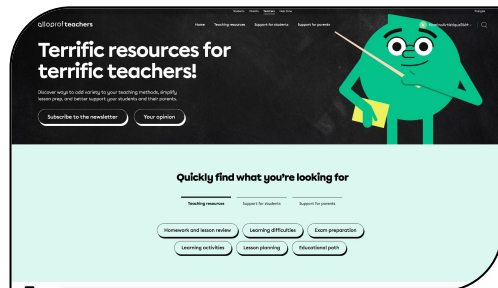 Students Parents Teachers Help Zone Français
alloprof teachers
Home Teaching resources Support for students Support for parents
Terrific resources for
terrific teachers!
Discover ways to add variety to your teaching methods, simplify
lesson prep, and better support your students and their parents.
Subscribe to the newsletter Your opinion
Quickly find what you're looking for
Teaching resources Support for students Support for parents
Homework and lesson review Learning difficulties Exam preparation
Learning activities Lesson planning Educational path